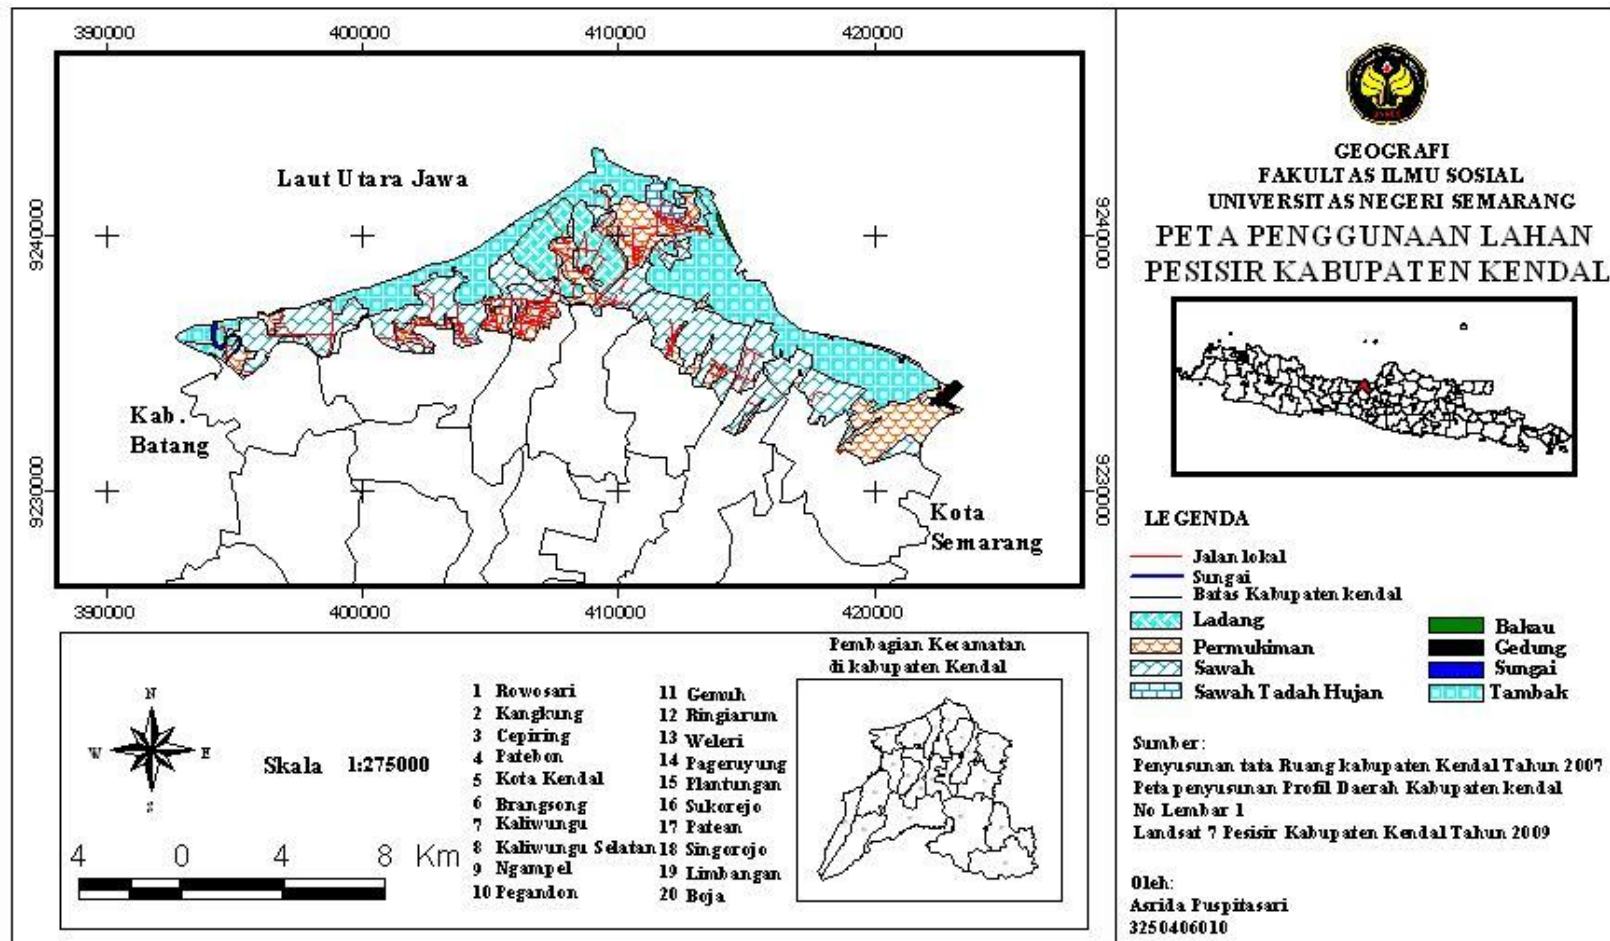 390000 400000 410000 420000
9240000 9240000
9230000 9230000
Laut Utara Jawa
Kab.
Batang
Kota
Semarang
390000 400000 410000 420000
N
W E
S
Skala 1:275000
4 0 4 8 Km
1 Rowosari
2 Kangkung
3 Cepiring
4 Patebon
5 Kota Kendal
6 Brangsong
7 Kaliwungu
8 Kaliwungu Selatan
9 Ngampel
10 Pegandon
11 Gemuh
12 Ringiarum
13 Weleri
14 Pageruyung
15 Plantungan
16 Sukorejo
17 Patean
18 Singorojo
19 Limbangan
20 Boja
Pembagian Kecamatan
di kabupaten Kendal
GEOGRAFI
FAKULTAS ILMU SOSIAL
UNIVERSITAS NEGERI SEMARANG
PETA PENGGUNAAN LAHAN
PESISIR KABUPATEN KENDAL
LEGENDA
Jalan lokal
Sungai
Batas Kabupaten kendal
Ladang
Permukiman
Sawah
Sawah Tadah Hujan
Bakau
Gedung
Sungai
Tambak
Sumber:
Penyusunan tata Ruang kabupaten Kendal Tahun 2007
Peta penyusunan Profil Daerah Kabupaten kendal
No Lembar 1
Landsat 7 Pesisir Kabupaten Kendal Tahun 2009
Oleh:
Asrida Puspitasari
3250406010